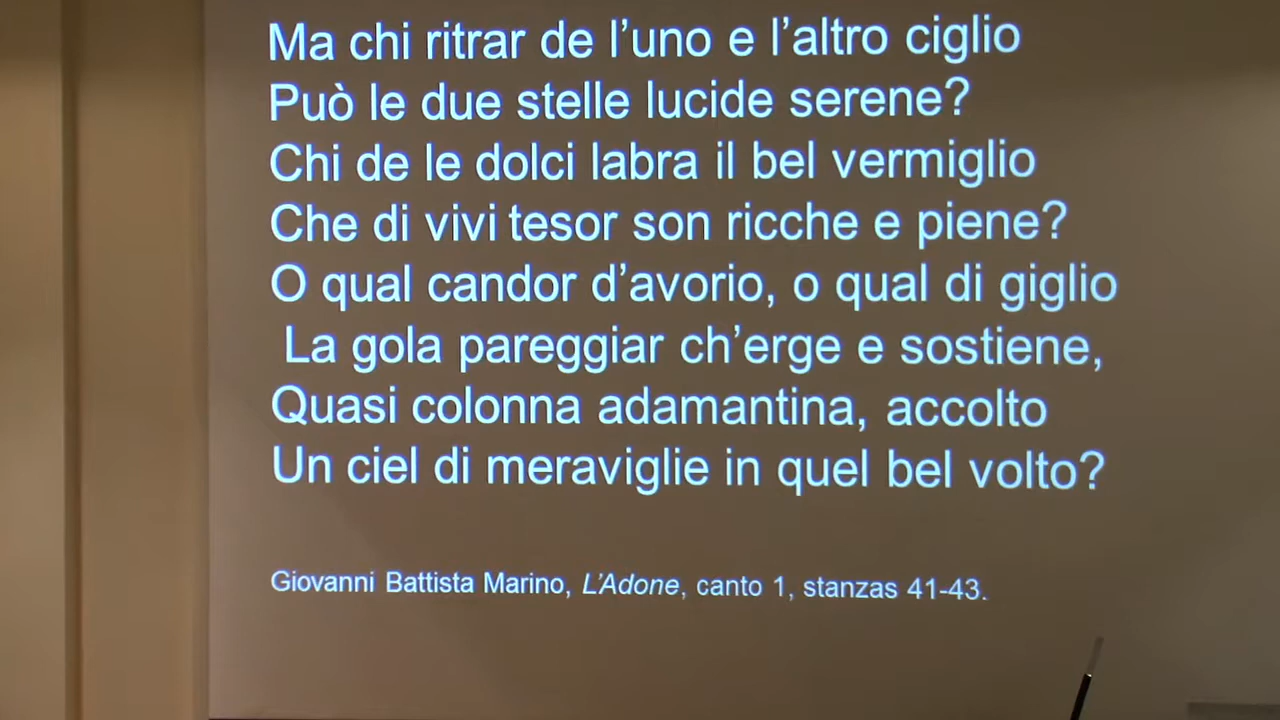 Ma chi ritrar de l’uno e l’altro ciglio
Può le due stelle lucide serene?
Chi de le dolci labra il bel vermiglio
Che di vivi tesor son ricche e piene?
O qual candor d’avorio, o qual di giglio
La gola pareggiar ch’erge e sostiene,
Quasi colonna adamantina, accolto
Un ciel di meraviglie in quel bel volto?
Giovanni Battista Marino, L’Adone, canto 1, stanzas 41-43.